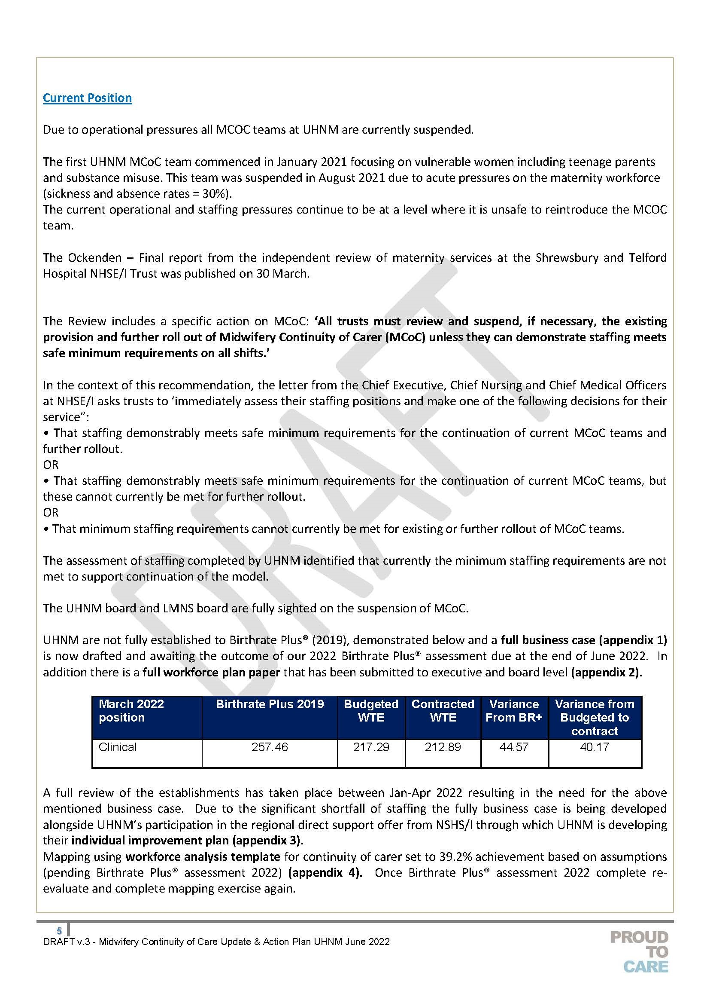 Current Position
Due to operational pressures all MCOC teams at UHNM are currently suspended.
The first UHNM MCoC team commenced in January 2021 focusing on vulnerable women including teenage parents
and substance misuse. This team was suspended in August 2021 due to acute pressures on the maternity workforce
(sickness and absence rates = 30%).
The current operational and staffing pressures continue to be at a level where it is unsafe to reintroduce the MCOC
team.
The Ockenden – Final report from the independent review of maternity services at the Shrewsbury and Telford
Hospital NHSE/I Trust was published on 30 March.
The Review includes a specific action on MCoC: ‘All trusts must review and suspend, if necessary, the existing
provision and further roll out of Midwifery Continuity of Carer (MCoC) unless they can demonstrate staffing meets
safe minimum requirements on all shifts.’
In the context of this recommendation, the letter from the Chief Executive, Chief Nursing and Chief Medical Officers
at NHSE/I asks trusts to ‘immediately assess their staffing positions and make one of the following decisions for their
service”:
• That staffing demonstrably meets safe minimum requirements for the continuation of current MCoC teams and
further rollout.
OR
• That staffing demonstrably meets safe minimum requirements for the continuation of current MCoC teams, but
these cannot currently be met for further rollout.
OR
• That minimum staffing requirements cannot currently be met for existing or further rollout of MCoC teams.
The assessment of staffing completed by UHNM identified that currently the minimum staffing requirements are not
met to support continuation of the model.
The UHNM board and LMNS board are fully sighted on the suspension of MCoC.
UHNM are not fully established to Birthrate Plus® (2019), demonstrated below and a full business case (appendix 1)
is now drafted and awaiting the outcome of our 2022 Birthrate Plus® assessment due at the end of June 2022. In
addition there is a full workforce plan paper that has been submitted to executive and board level (appendix 2).
March 2022 position Birthrate Plus 2019 Budgeted WTE Contracted WTE Variance From BR+ Variance from Budgeted to contract
Clinical 257.46 217.29 212.89 44.57 40.17
A full review of the establishments has taken place between Jan-Apr 2022 resulting in the need for the above
mentioned business case. Due to the significant shortfall of staffing the fully business case is being developed
alongside UHNM’s participation in the regional direct support offer from NSHS/I through which UHNM is developing
their individual improvement plan (appendix 3).
Mapping using workforce analysis template for continuity of carer set to 39.2% achievement based on assumptions
(pending Birthrate Plus® assessment 2022) (appendix 4). Once Birthrate Plus® assessment 2022 complete re-
evaluate and complete mapping exercise again.
DRAFT
5
DRAFT v.3 - Midwifery Continuity of Care Update & Action Plan UHNM June 2022
PROUD
TO
CARE